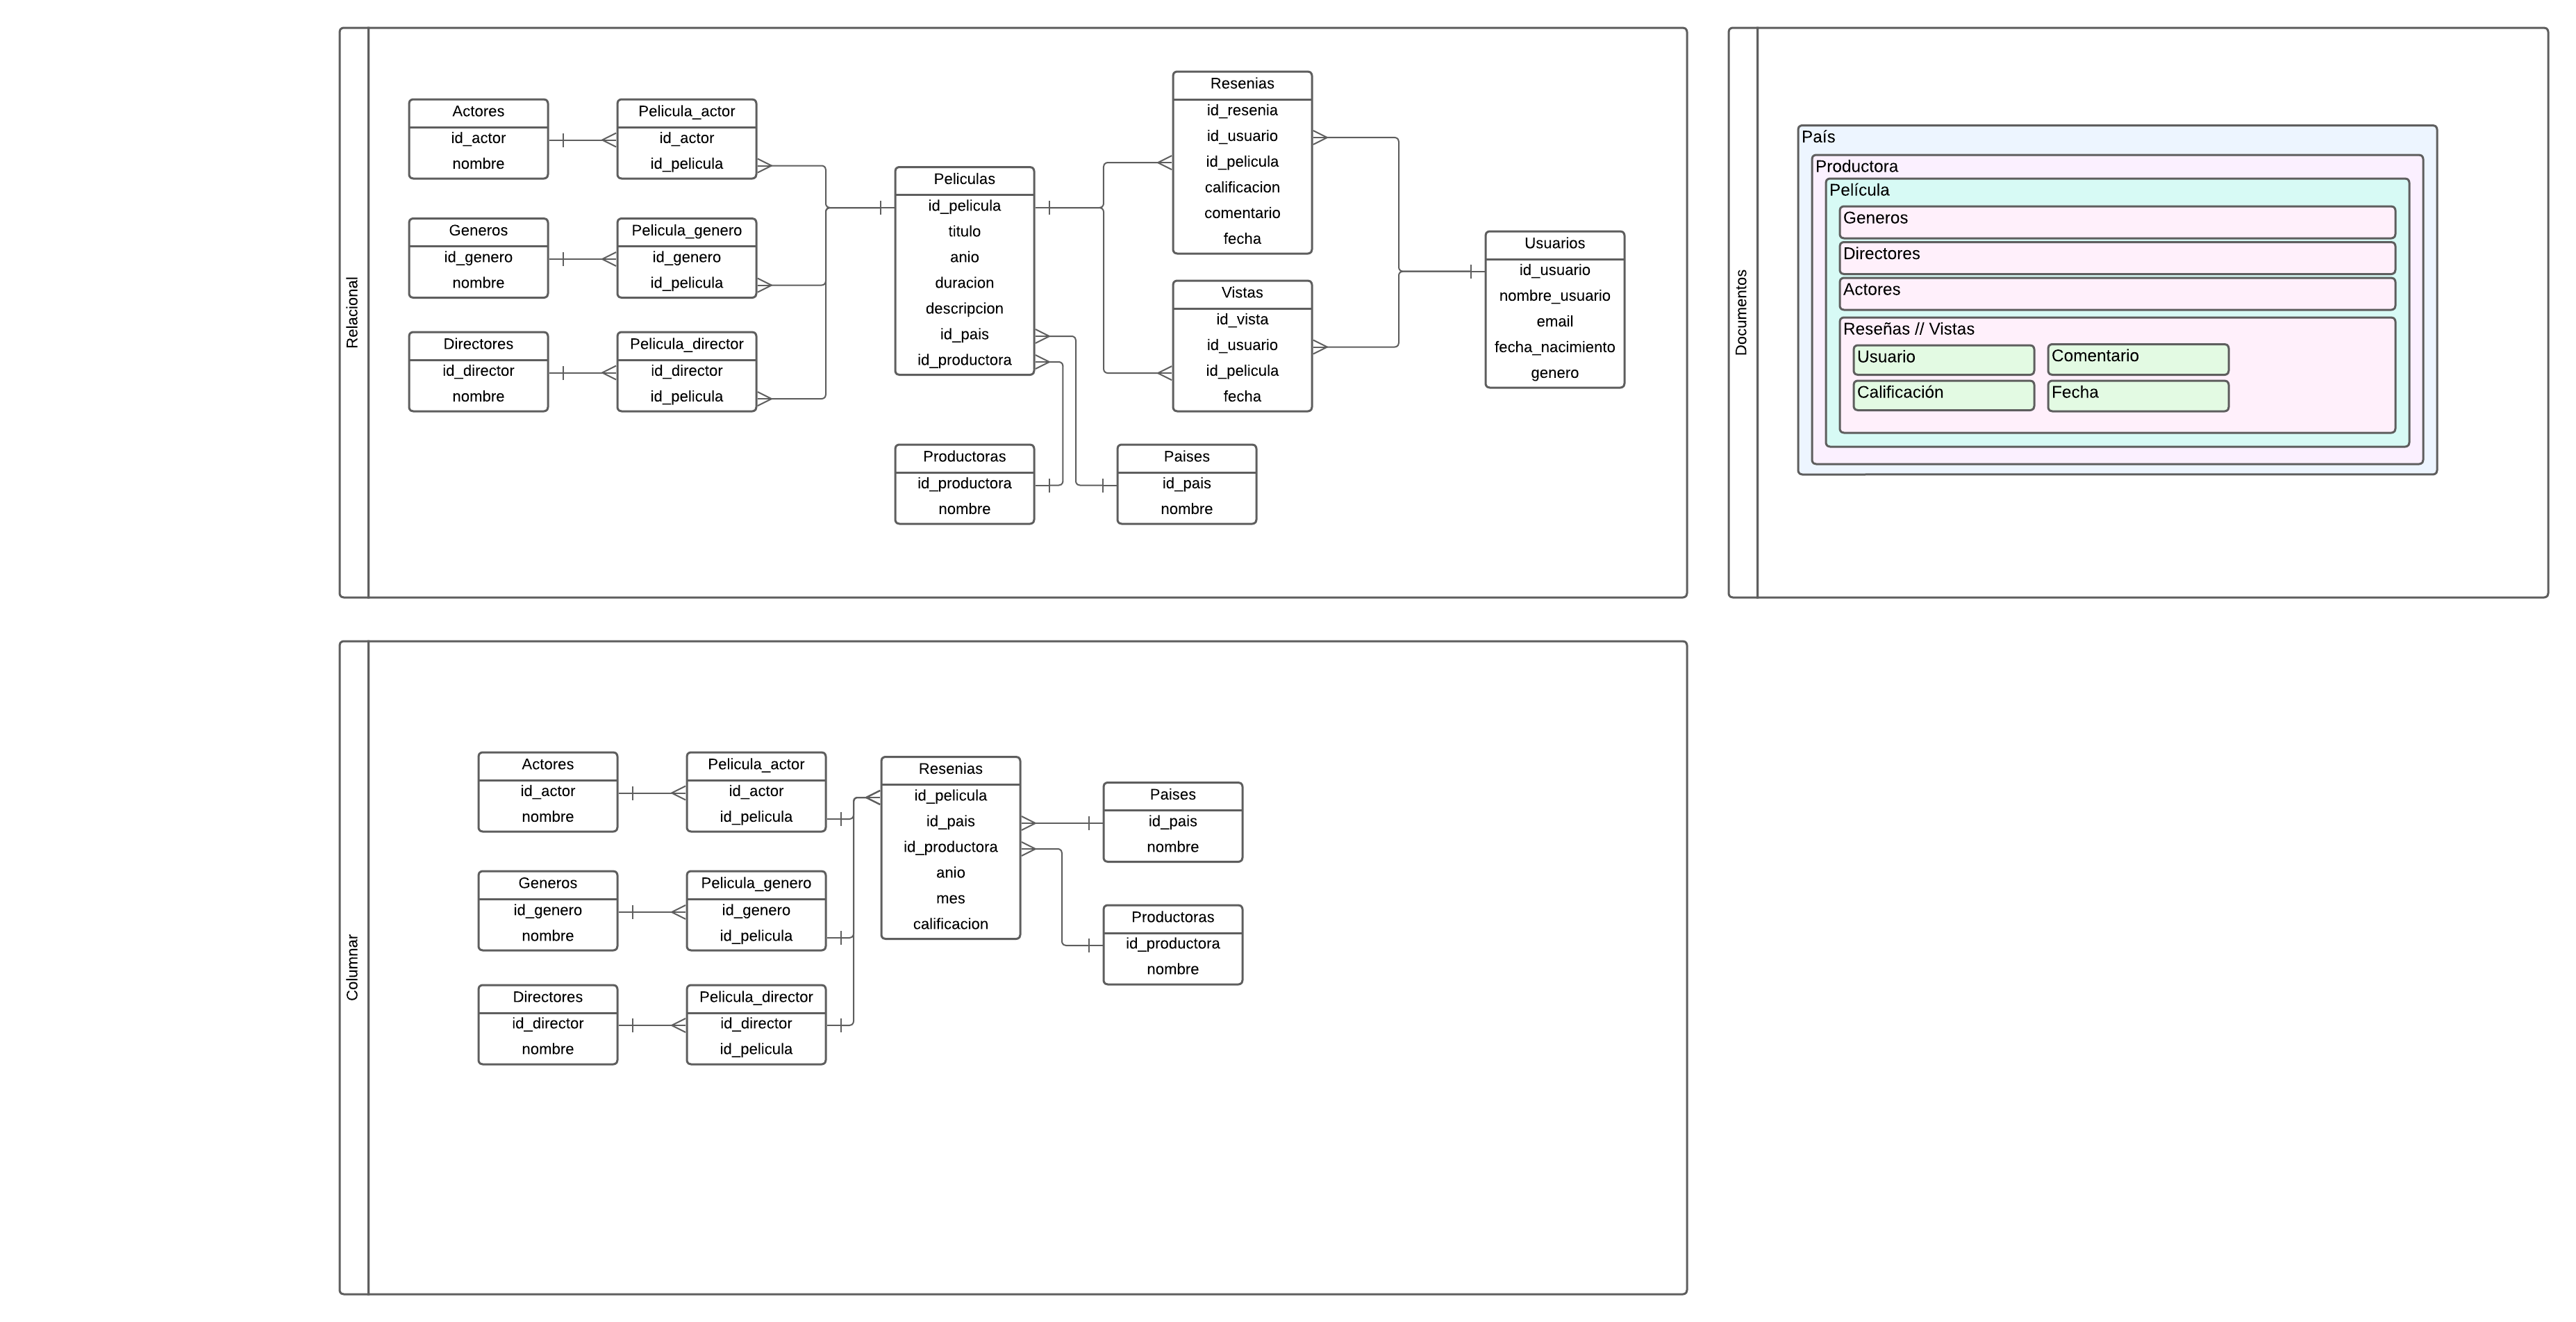 Relacional
Actores
id_actor
nombre
Pelicula_actor
id_actor
id_pelicula
Generos
id_genero
nombre
Pelicula_genero
id_genero
id_pelicula
Directores
id_director
nombre
Pelicula_director
id_director
id_pelicula
Peliculas
id_pelicula
titulo
anio
duracion
descripcion
id_pais
id_productora
Productoras
id_productora
nombre
Paises
id_pais
nombre
Resenias
id_resenia
id_usuario
id_pelicula
calificacion
comentario
fecha
Vistas
id_vista
id_usuario
id_pelicula
fecha
Usuarios
id_usuario
nombre_usuario
email
fecha_nacimiento
genero
Documentos
País
Productora
Película
Generos
Directores
Actores
Reseñas // Vistas
Usuario
Comentario
Calificación
Fecha
Columnar
Actores
id_actor
nombre
Pelicula_actor
id_actor
id_pelicula
Generos
id_genero
nombre
Pelicula_genero
id_genero
id_pelicula
Directores
id_director
nombre
Pelicula_director
id_director
id_pelicula
Resenias
id_pelicula
id_pais
id_productora
anio
mes
calificacion
Paises
id_pais
nombre
Productoras
id_productora
nombre